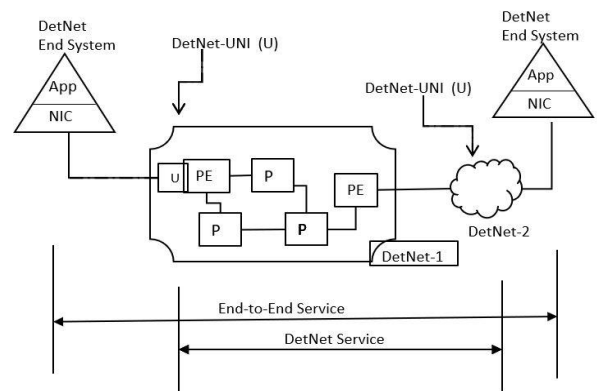 DetNet
End System
App
NIC
DetNet-UNI (U)
DetNet-UNI (U)
DetNet
End System
App
NIC
U
PE
P
PE
P
P
DetNet-1
DetNet-2
End-to-End Service
DetNet Service